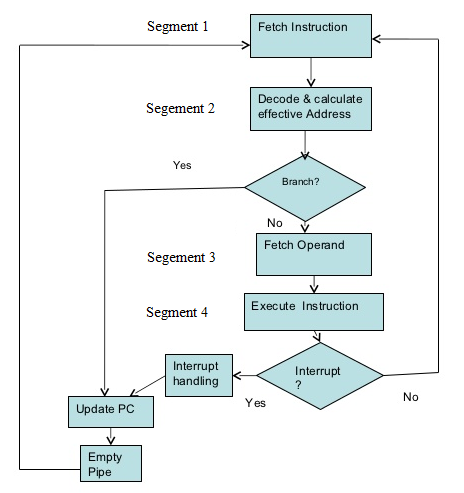 Segment 1
Fetch Instruction
Segement 2
Decode & calculate
effective Address
Yes
Branch?
No
Segement 3
Fetch Operand
Segment 4
Execute  Instruction
Interrupt
handling
Interrupt
?
Yes
No
Update PC
Empty
Pipe